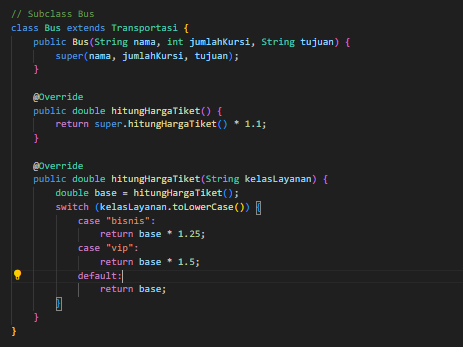 // Subclass Bus
class Bus extends Transportasi {
    public Bus(String nama, int jumlahKursi, String tujuan) {
        super(nama, jumlahKursi, tujuan);
    }

    @Override
    public double hitungHargaTiket() {
        return super.hitungHargaTiket() * 1.1;
    }

    @Override
    public double hitungHargaTiket(String kelasLayanan) {
        double base = hitungHargaTiket();
        switch (kelasLayanan.toLowerCase()) {
            case "bisnis":
                return base * 1.25;
            case "vip":
                return base * 1.5;
            default:
                return base;
        }
    }
}